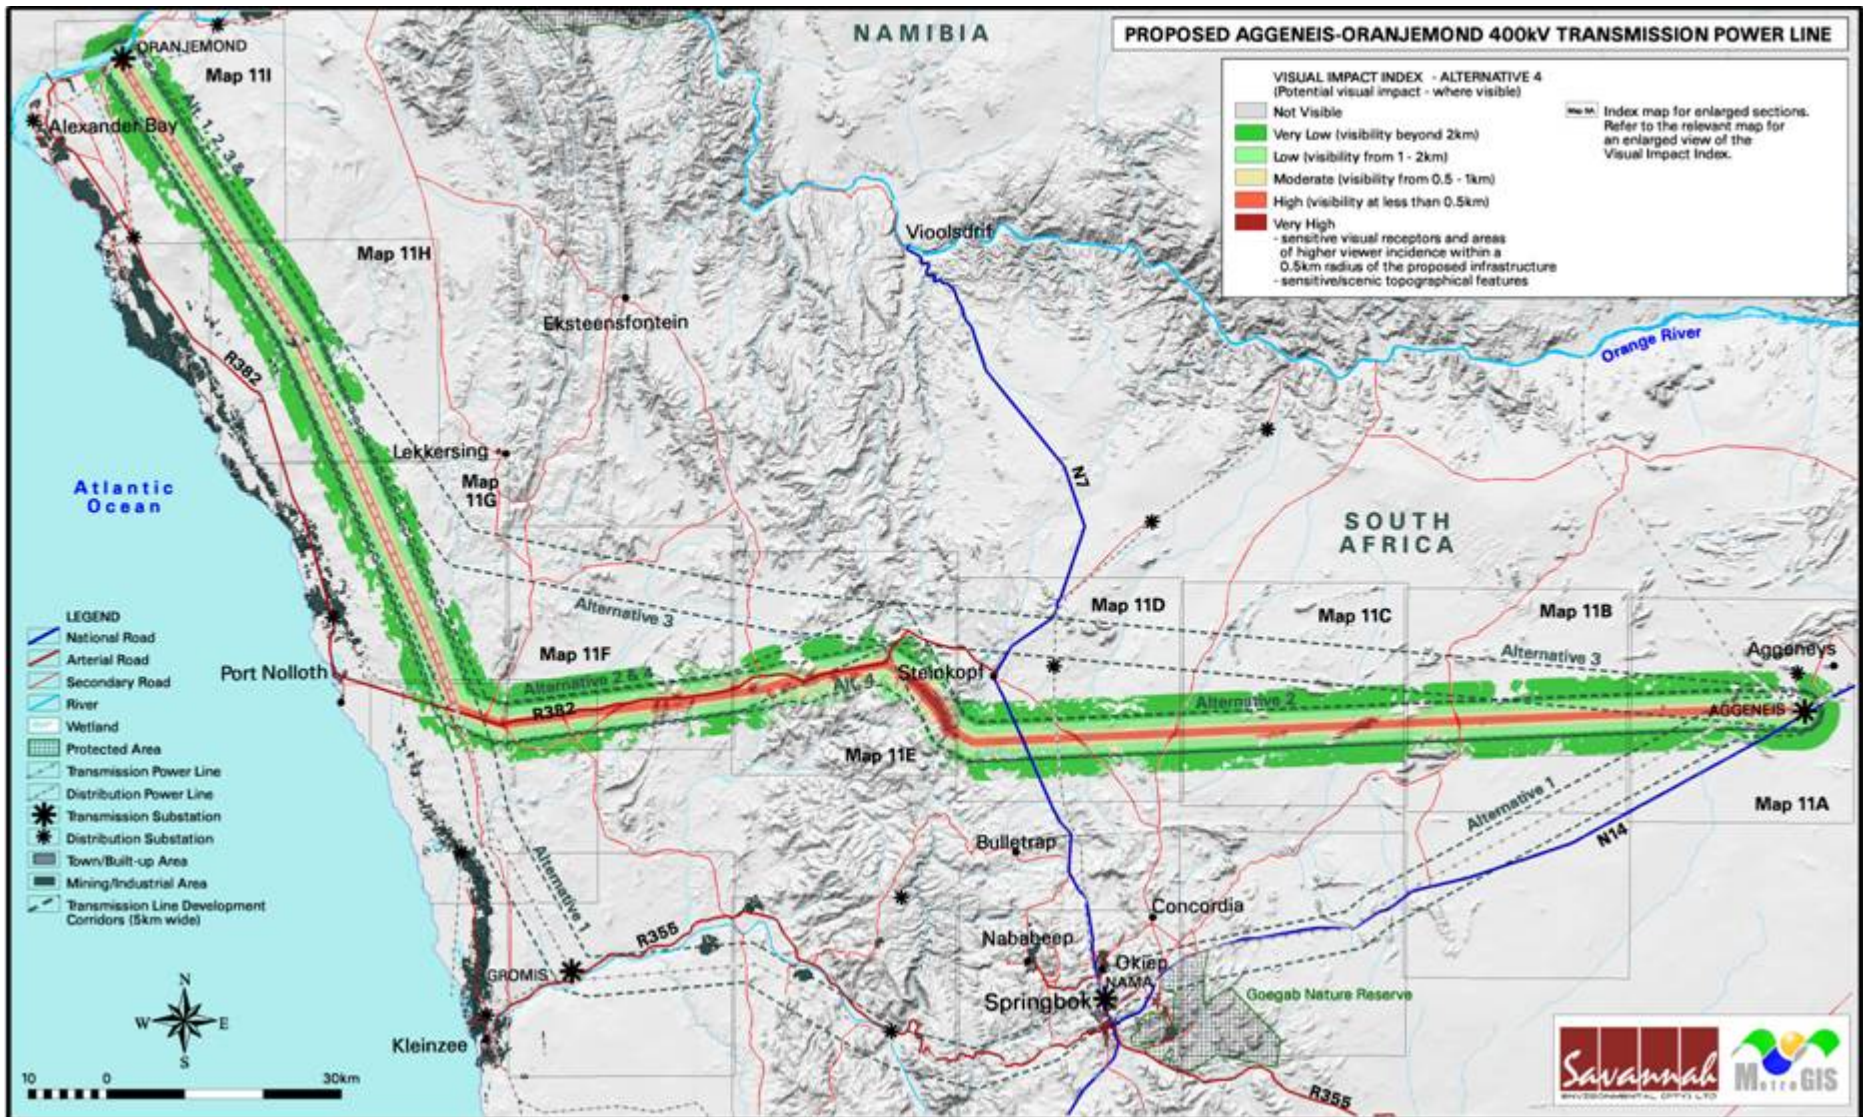 PROPOSED AGGENEIS-ORANJEMOND 400kV TRANSMISSION POWER LINE
VISUAL IMPACT INDEX - ALTERNATIVE 4
(Potential visual impact - where visible)
Not Visible
Very Low (visibility beyond 2km)
Low (visibility from 1 - 2km)
Moderate (visibility from 0.5 - 1km)
High (visibility at less than 0.5km)
Very High
- sensitive visual receptors and areas
of higher viewer incidence within a
0.5km radius of the proposed infrastructure
- sensitive/scenic topographical features
Index map for enlarged sections.
Refer to the relevant map for
an enlarged view of the
Visual Impact Index.
NAMIBIA
ORANJEMOND
Map 11I
Alexander Bay
Alt. 1, 2, 3 & 4
Map 11H
Vioolsdrif
Eksteensfontein
Orange River
R382
Lekkersing
Map
11G
N7
Atlantic
Ocean
SOUTH
AFRICA
Alternative 3
Map 11D
Map 11C
Map 11B
Map 11F
Alternative 3
Aggeneys
Port Nolloth
Steinkopf
Alternative 2 & 4
Alt. 4
R382
Alternative 2
AGGENEIS
Map 11E
Map 11A
Alternative 1
N14
Bulletrap
Alternative 1
Concordia
R355
Nababeep
Okiep
GROMIS
NAMA
Springbok
Goegab Nature Reserve
Kleinzee
R355
LEGEND
National Road
Arterial Road
Secondary Road
River
Wetland
Protected Area
Transmission Power Line
Distribution Power Line
Transmission Substation
Distribution Substation
Town/Built-up Area
Mining/Industrial Area
Transmission Line Development
Corridors (5km wide)
N
W
E
S
10 0 30km
Savannah
ENVIRONMENTAL (PTY) LTD
MetroGIS